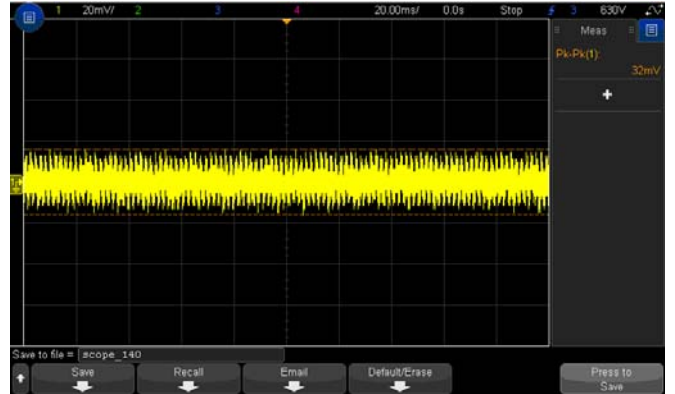 1 20mV/ 2 3 4 20.00ms/ 0.0s Stop 3 630V
Meas
Pk-Pk(1):
32mV
Save to file = scope_140
Save Recall Email Default/Erase Press to
Save